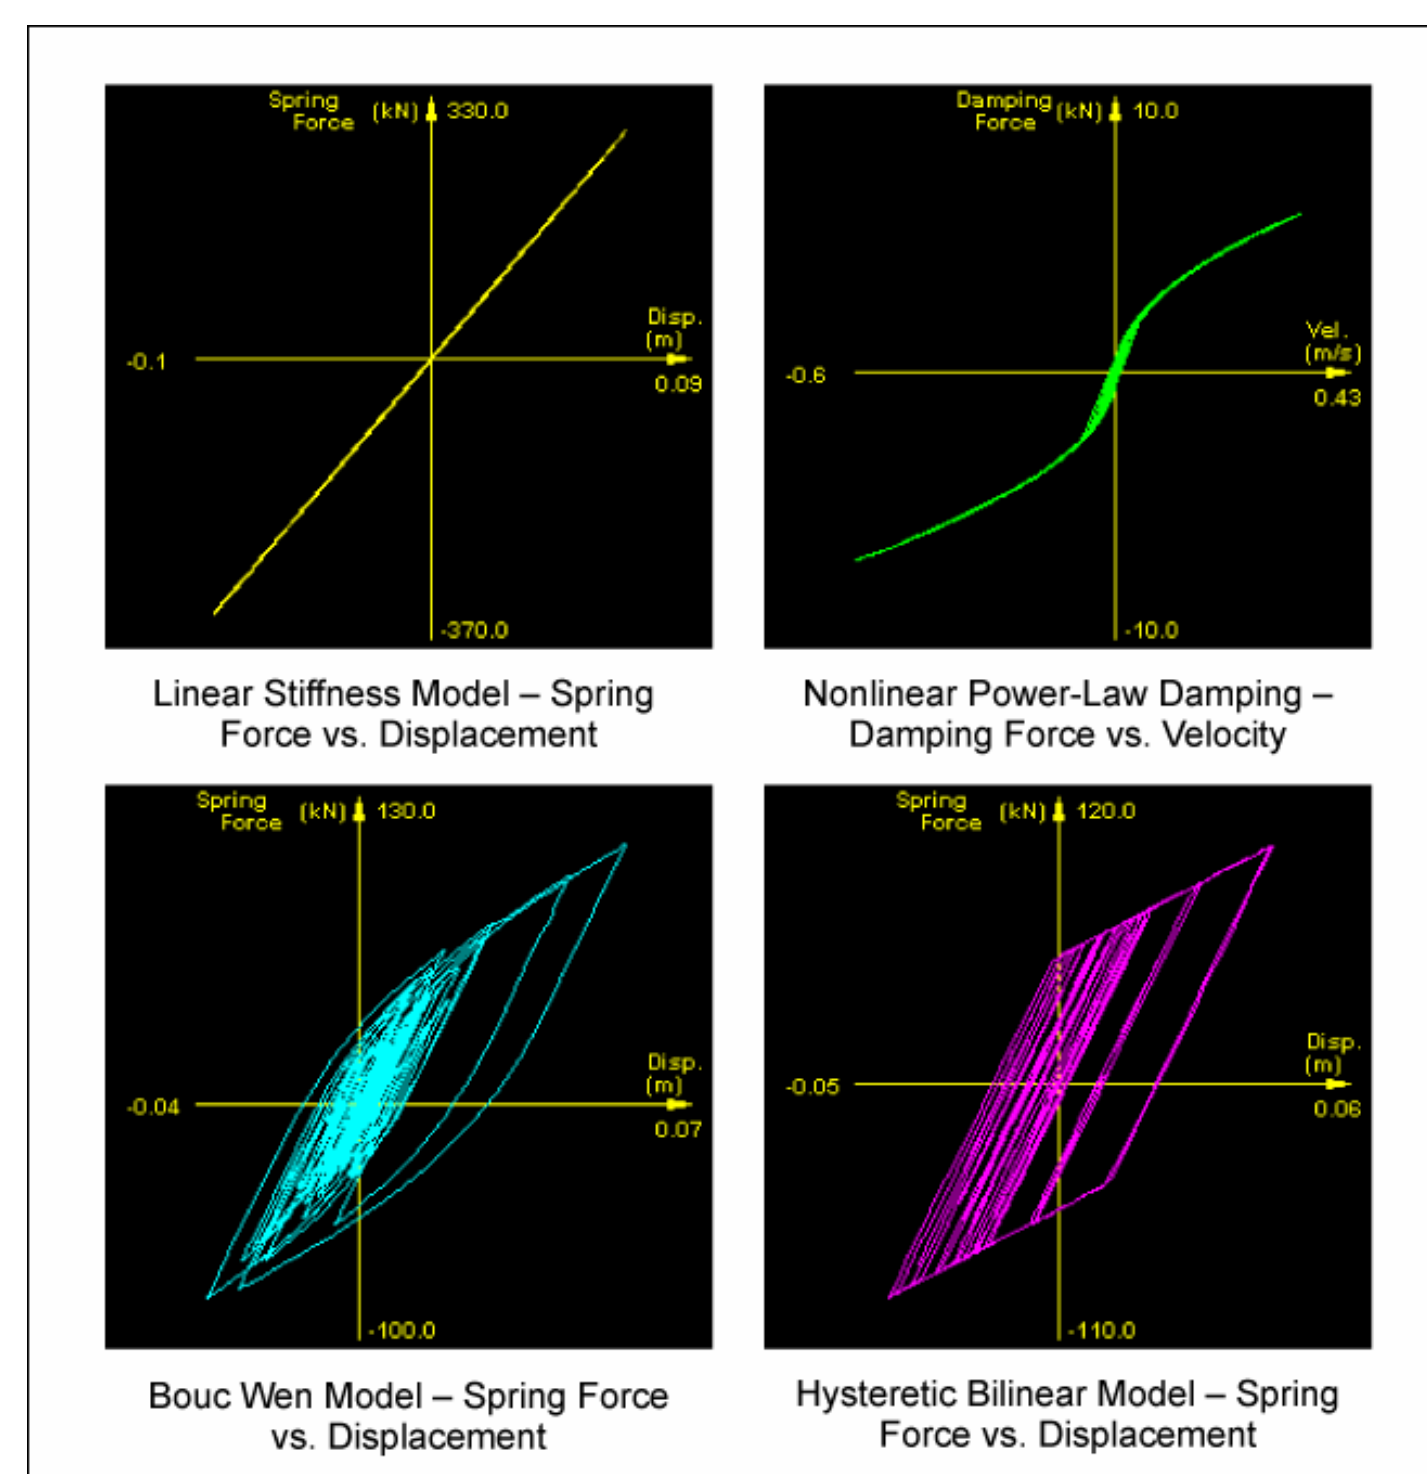 Spring
Force
(kN)
330.0
Disp.
(m)
-0.1
0.09
-370.0
Linear Stiffness Model – Spring
Force vs. Displacement
Damping
Force
(kN)
10.0
Vel.
(m/s)
-0.6
0.43
-10.0
Nonlinear Power-Law Damping –
Damping Force vs. Velocity
Spring
Force
(kN)
130.0
Disp.
(m)
-0.04
0.07
-100.0
Bouc Wen Model – Spring Force
vs. Displacement
Spring
Force
(kN)
120.0
Disp.
(m)
-0.05
0.06
-110.0
Hysteretic Bilinear Model – Spring
Force vs. Displacement